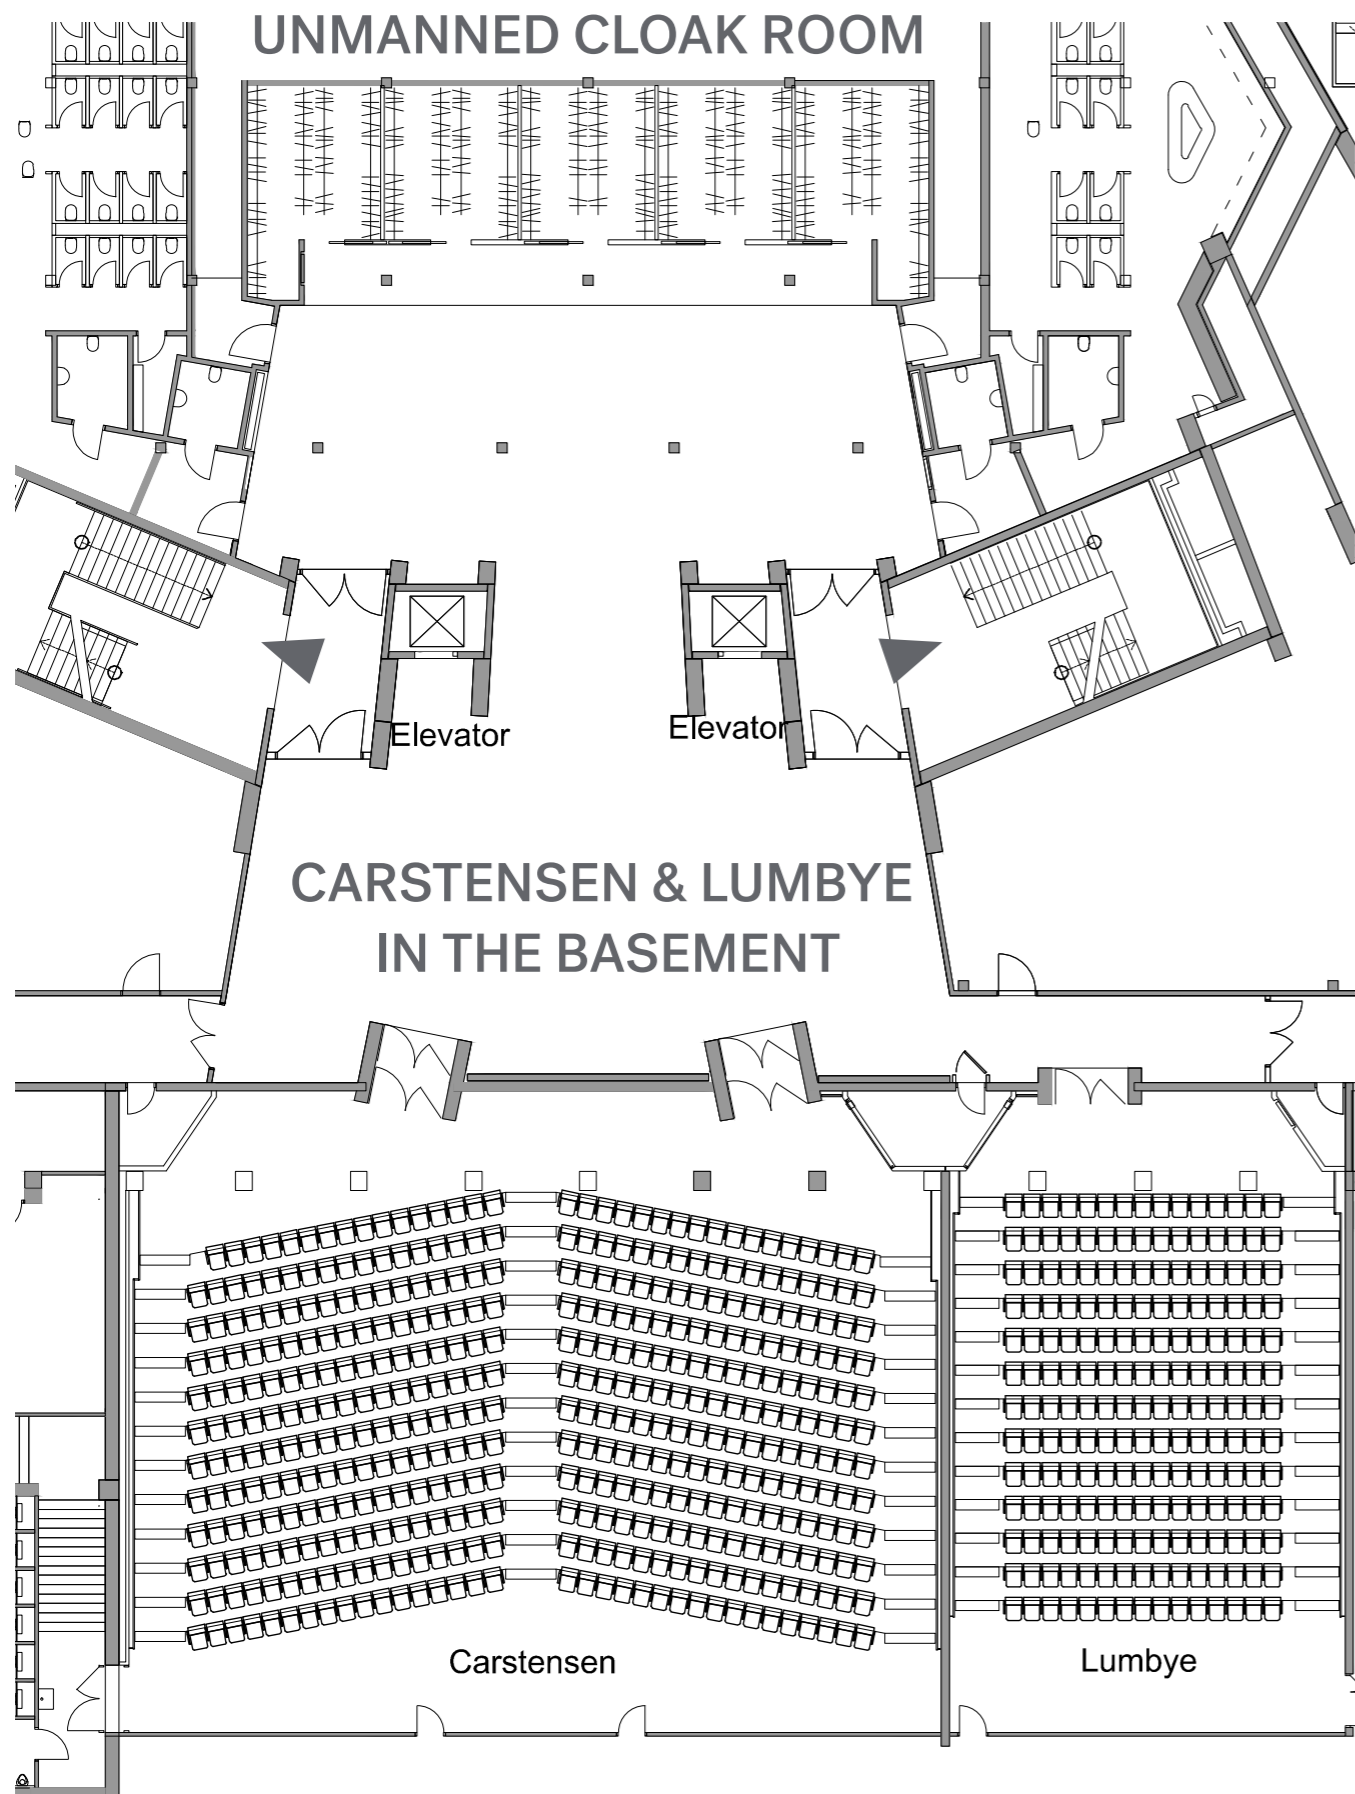 UNMANNED CLOAK ROOM
Elevator
Elevator
CARSTENSEN & LUMBYE
IN THE BASEMENT
Carstensen
Lumbye